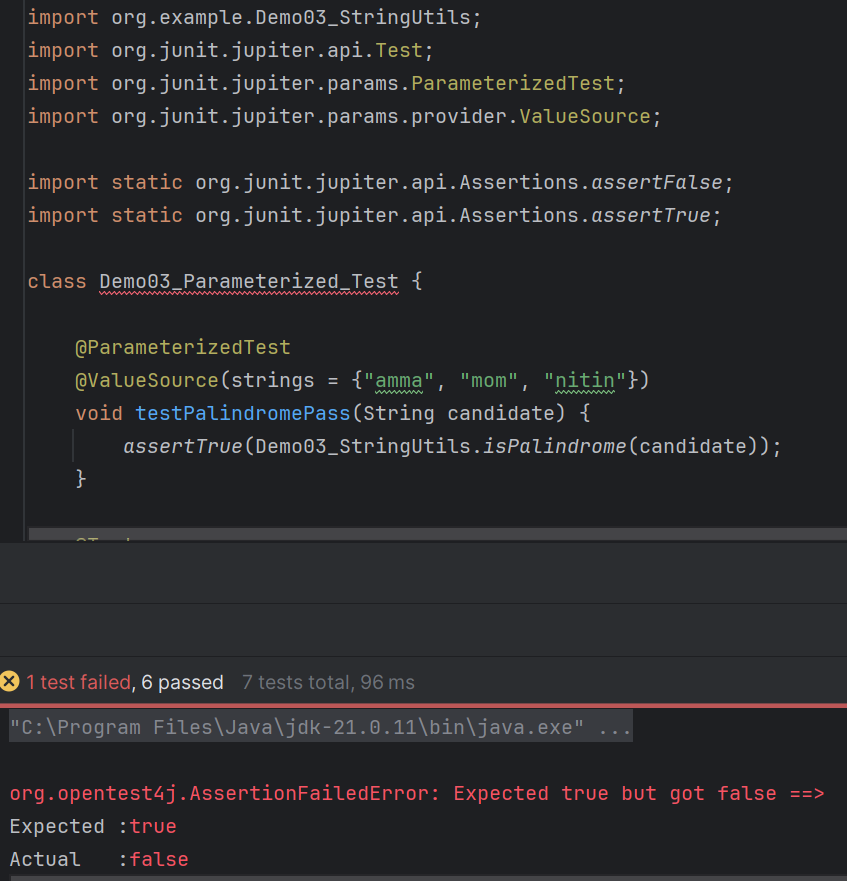 import org.example.Demo03_StringUtils;
import org.junit.jupiter.api.Test;
import org.junit.jupiter.params.ParameterizedTest;
import org.junit.jupiter.params.provider.ValueSource;
import static org.junit.jupiter.api.Assertions.assertFalse;
import static org.junit.jupiter.api.Assertions.assertTrue;
class Demo03_Parameterized_Test {
@ParameterizedTest
@ValueSource(strings = {"amma", "mom", "nitin"})
void testPalindromePass(String candidate) {
assertTrue(Demo03_StringUtils.isPalindrome(candidate));
}
1 test failed, 6 passed 7 tests total, 96 ms
"C:\Program Files\Java\jdk-21.0.11\bin\java.exe" ...
org.opentest4j.AssertionFailedError: Expected true but got false ==>
Expected :true
Actual   :false